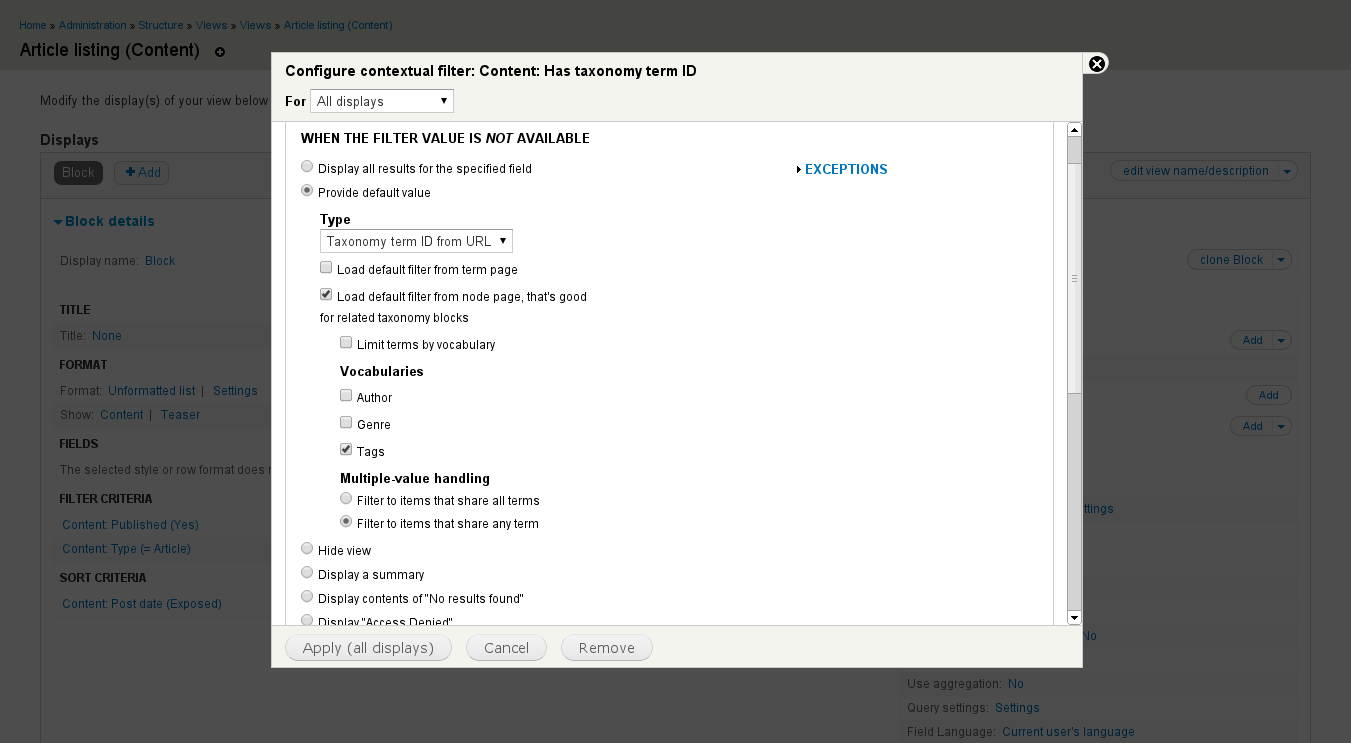 Home » Administration » Structure » Views » Views » Article listing (Content)
Article listing (Content)
Modify the display(s) of your view below
Displays
Block
Add
edit view name/description
Block details
Display name: Block
clone Block
TITLE
Title: None
FORMAT
Format: Unformatted list | Settings
Show: Content | Teaser
FIELDS
The selected style or row format does
FILTER CRITERIA
Content: Published (Yes)
Content: Type (= Article)
SORT CRITERIA
Content: Post date (Exposed)
Add
Add
Add
No
Use aggregation: No
Query settings: Settings
Field Language: Current user's language
Configure contextual filter: Content: Has taxonomy term ID
For All displays
WHEN THE FILTER VALUE IS NOT AVAILABLE
Display all results for the specified field
EXCEPTIONS
Provide default value
Type
Taxonomy term ID from URL
Load default filter from term page
Load default filter from node page, that's good
for related taxonomy blocks
Limit terms by vocabulary
Vocabularies
Author
Genre
Tags
Multiple-value handling
Filter to items that share all terms
Filter to items that share any term
Hide view
Display a summary
Display contents of "No results found"
Display "Access Denied"
Apply (all displays)
Cancel
Remove